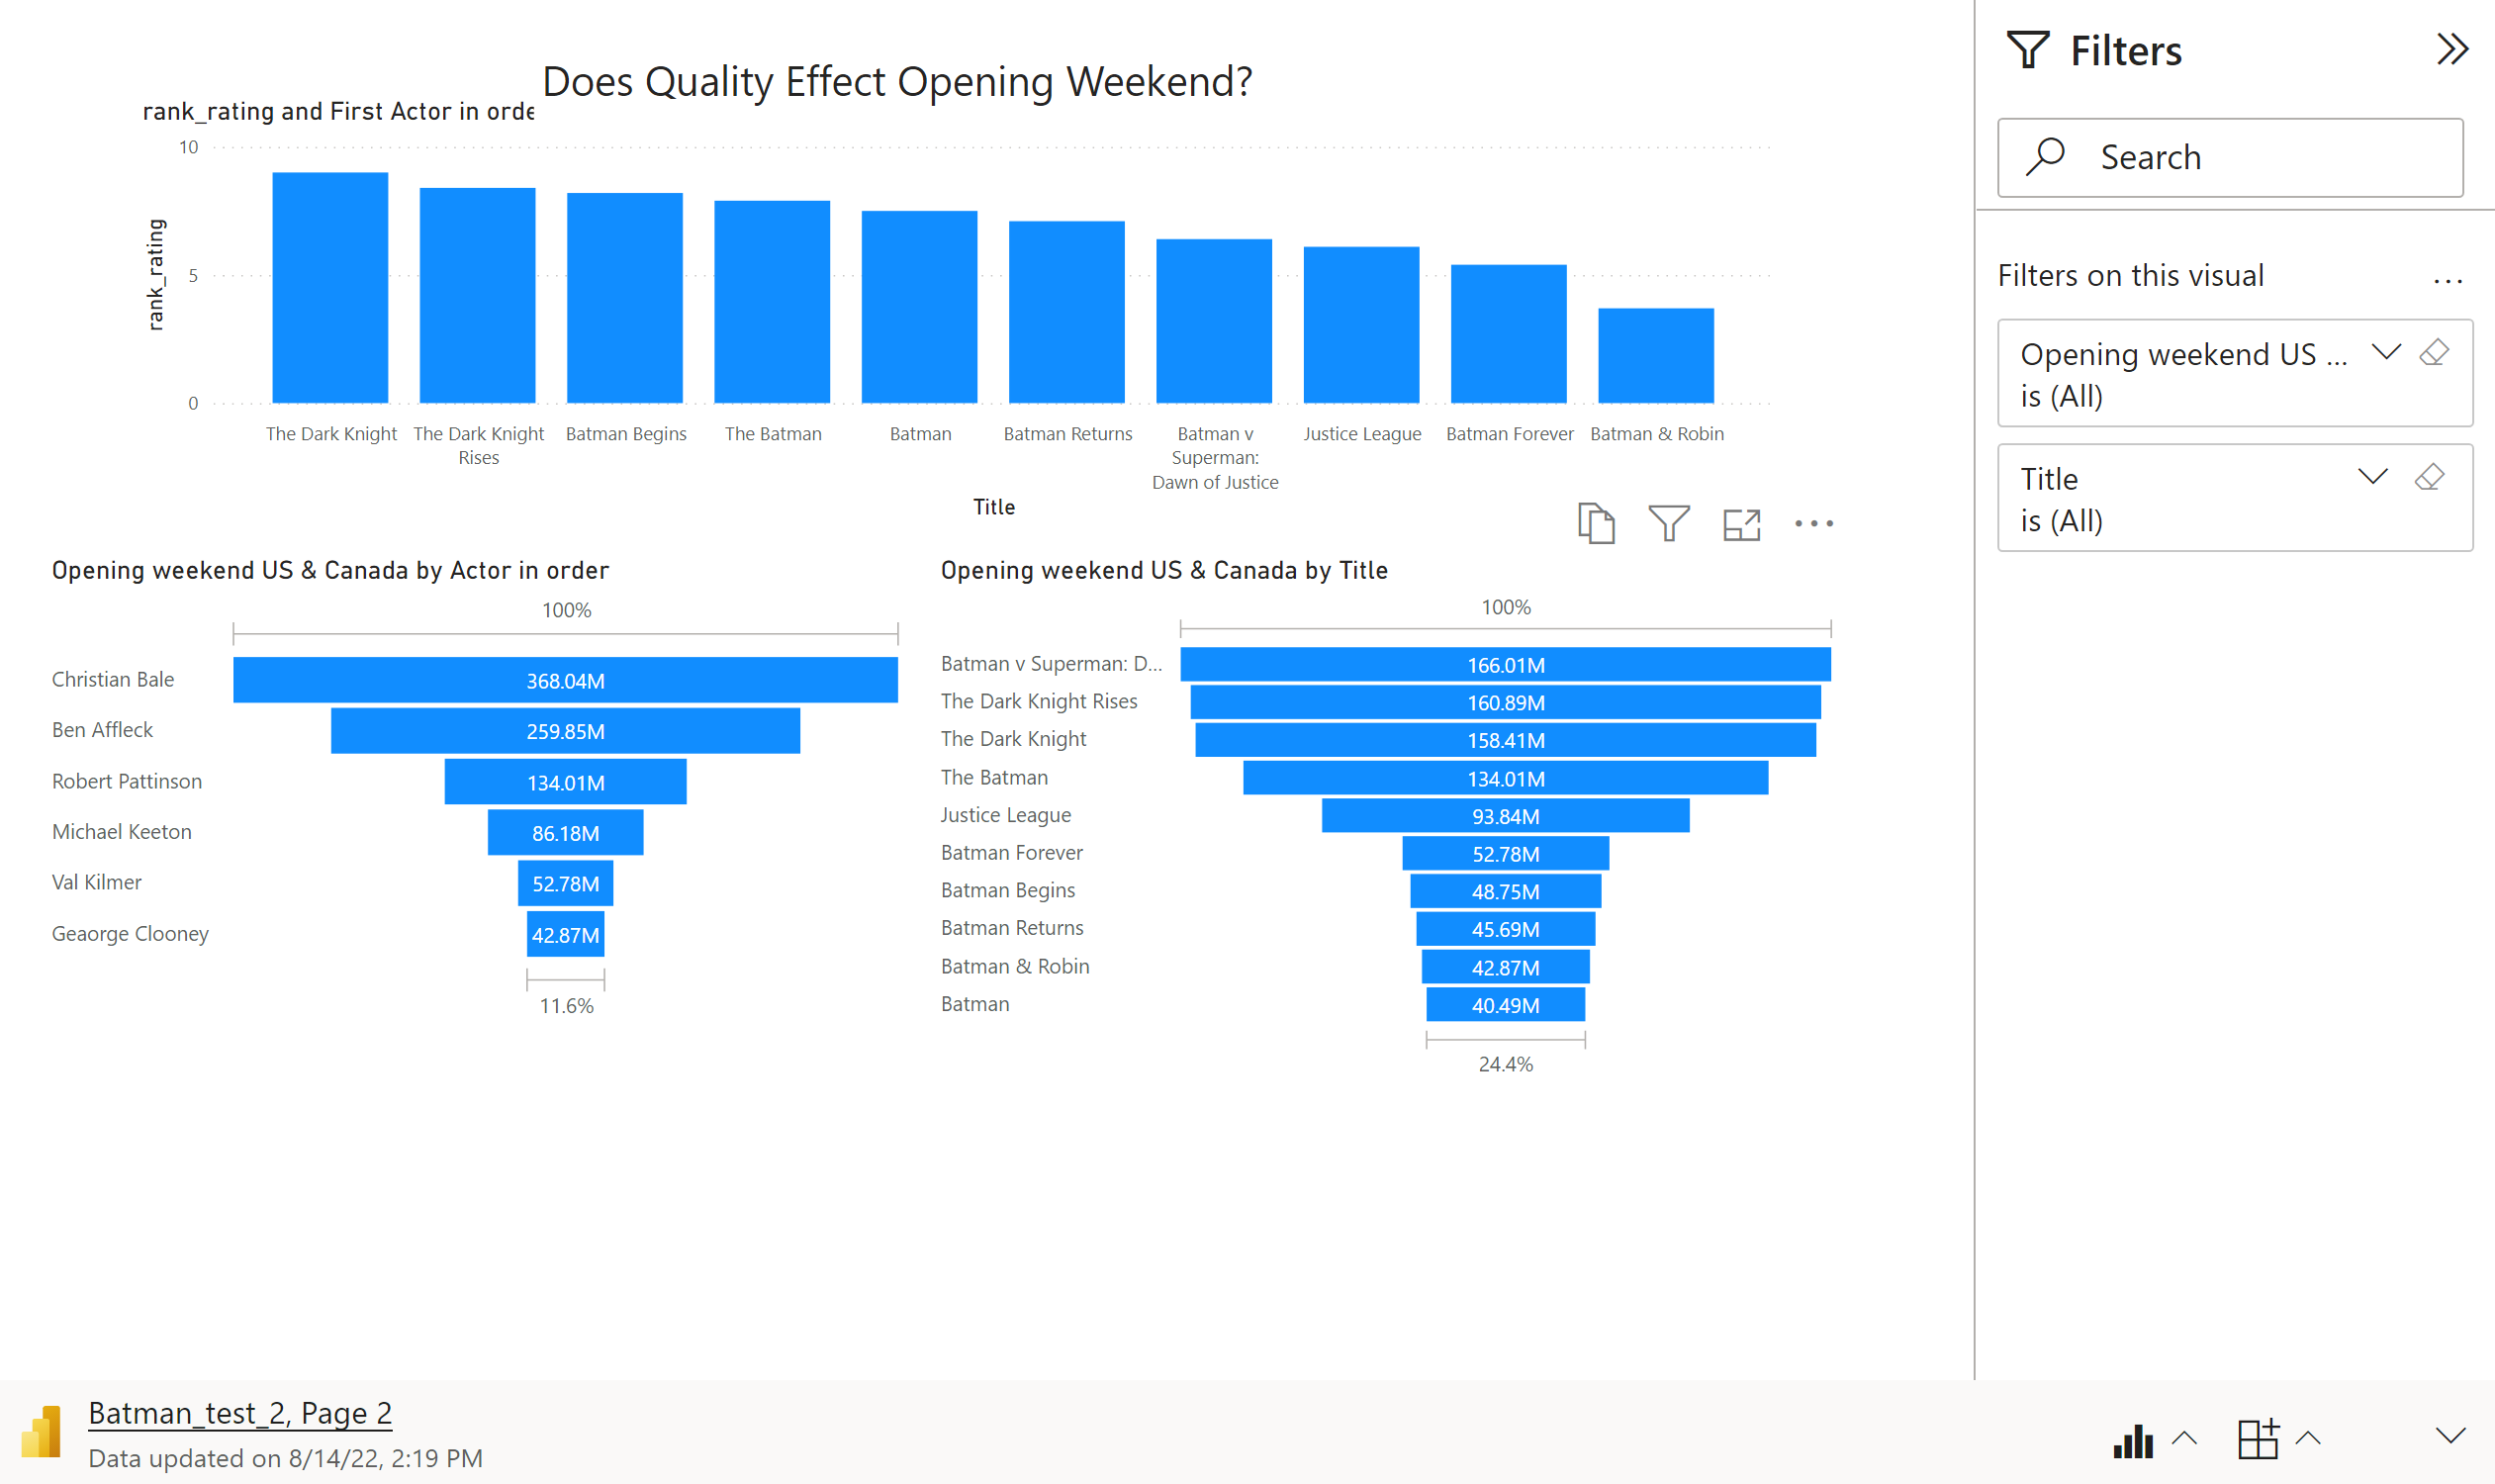 Does Quality Effect Opening Weekend?
rank_rating and First Actor in orde
10
5
0
rank_rating
The Dark Knight
The Dark Knight
Rises
Batman Begins
The Batman
Batman
Batman Returns
Batman v
Superman:
Dawn of Justice
Justice League
Batman Forever
Batman & Robin
Title
Opening weekend US & Canada by Actor in order
100%
Christian Bale 368.04M
Ben Affleck 259.85M
Robert Pattinson 134.01M
Michael Keeton 86.18M
Val Kilmer 52.78M
Geaorge Clooney 42.87M
11.6%
Opening weekend US & Canada by Title
100%
Batman v Superman: D... 166.01M
The Dark Knight Rises 160.89M
The Dark Knight 158.41M
The Batman 134.01M
Justice League 93.84M
Batman Forever 52.78M
Batman Begins 48.75M
Batman Returns 45.69M
Batman & Robin 42.87M
Batman 40.49M
24.4%
Filters
Search
Filters on this visual
...
Opening weekend US ...
is (All)
Title
is (All)
Batman_test_2, Page 2
Data updated on 8/14/22, 2:19 PM